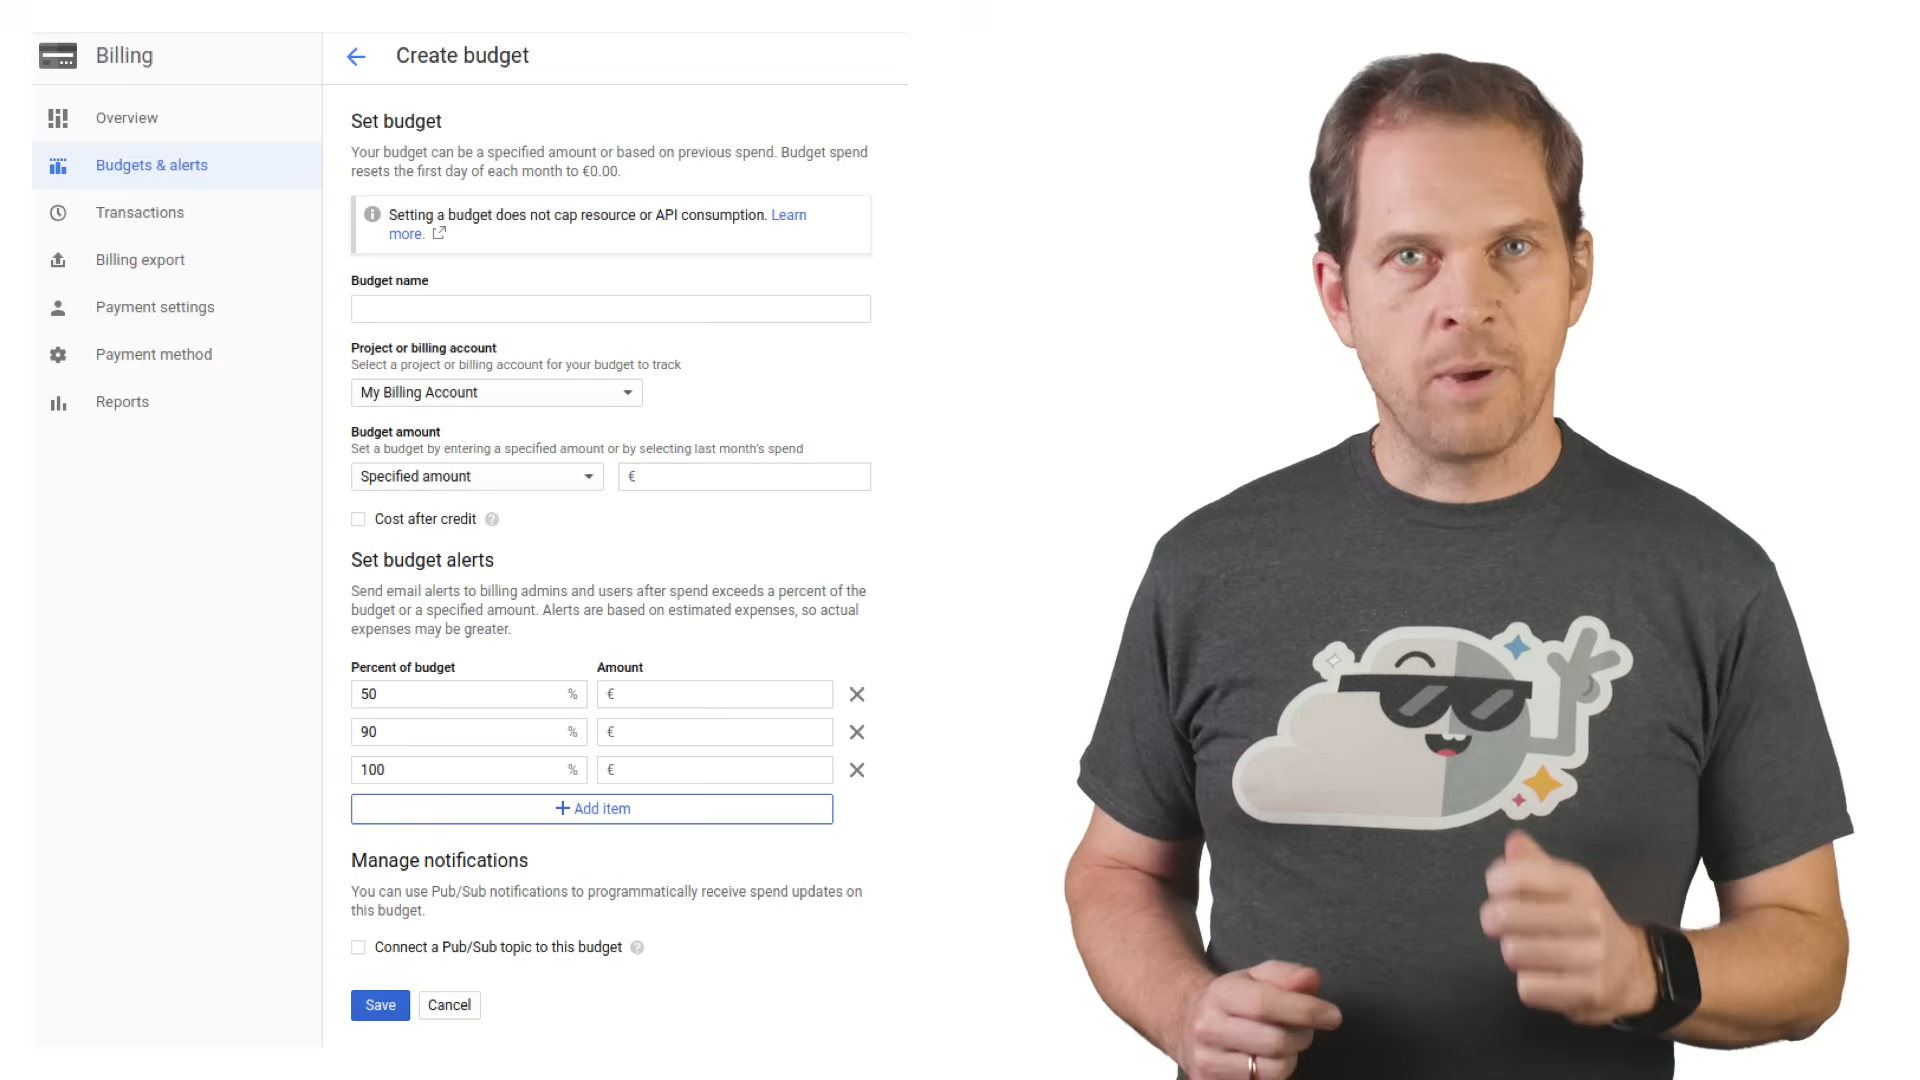 Billing
Create budget
Overview
Budgets & alerts
Transactions
Billing export
Payment settings
Payment method
Reports
Set budget
Your budget can be a specified amount or based on previous spend. Budget spend
resets the first day of each month to €0.00.
Setting a budget does not cap resource or API consumption. Learn
more.
Budget name
Project or billing account
Select a project or billing account for your budget to track
My Billing Account
Budget amount
Set a budget by entering a specified amount or by selecting last month's spend
Specified amount €
Cost after credit ?
Set budget alerts
Send email alerts to billing admins and users after spend exceeds a percent of the
budget or a specified amount. Alerts are based on estimated expenses, so actual
expenses may be greater.
Percent of budget Amount
50 % €
90 % €
100 % €
+ Add item
Manage notifications
You can use Pub/Sub notifications to programmatically receive spend updates on
this budget.
Connect a Pub/Sub topic to this budget ?
Save Cancel